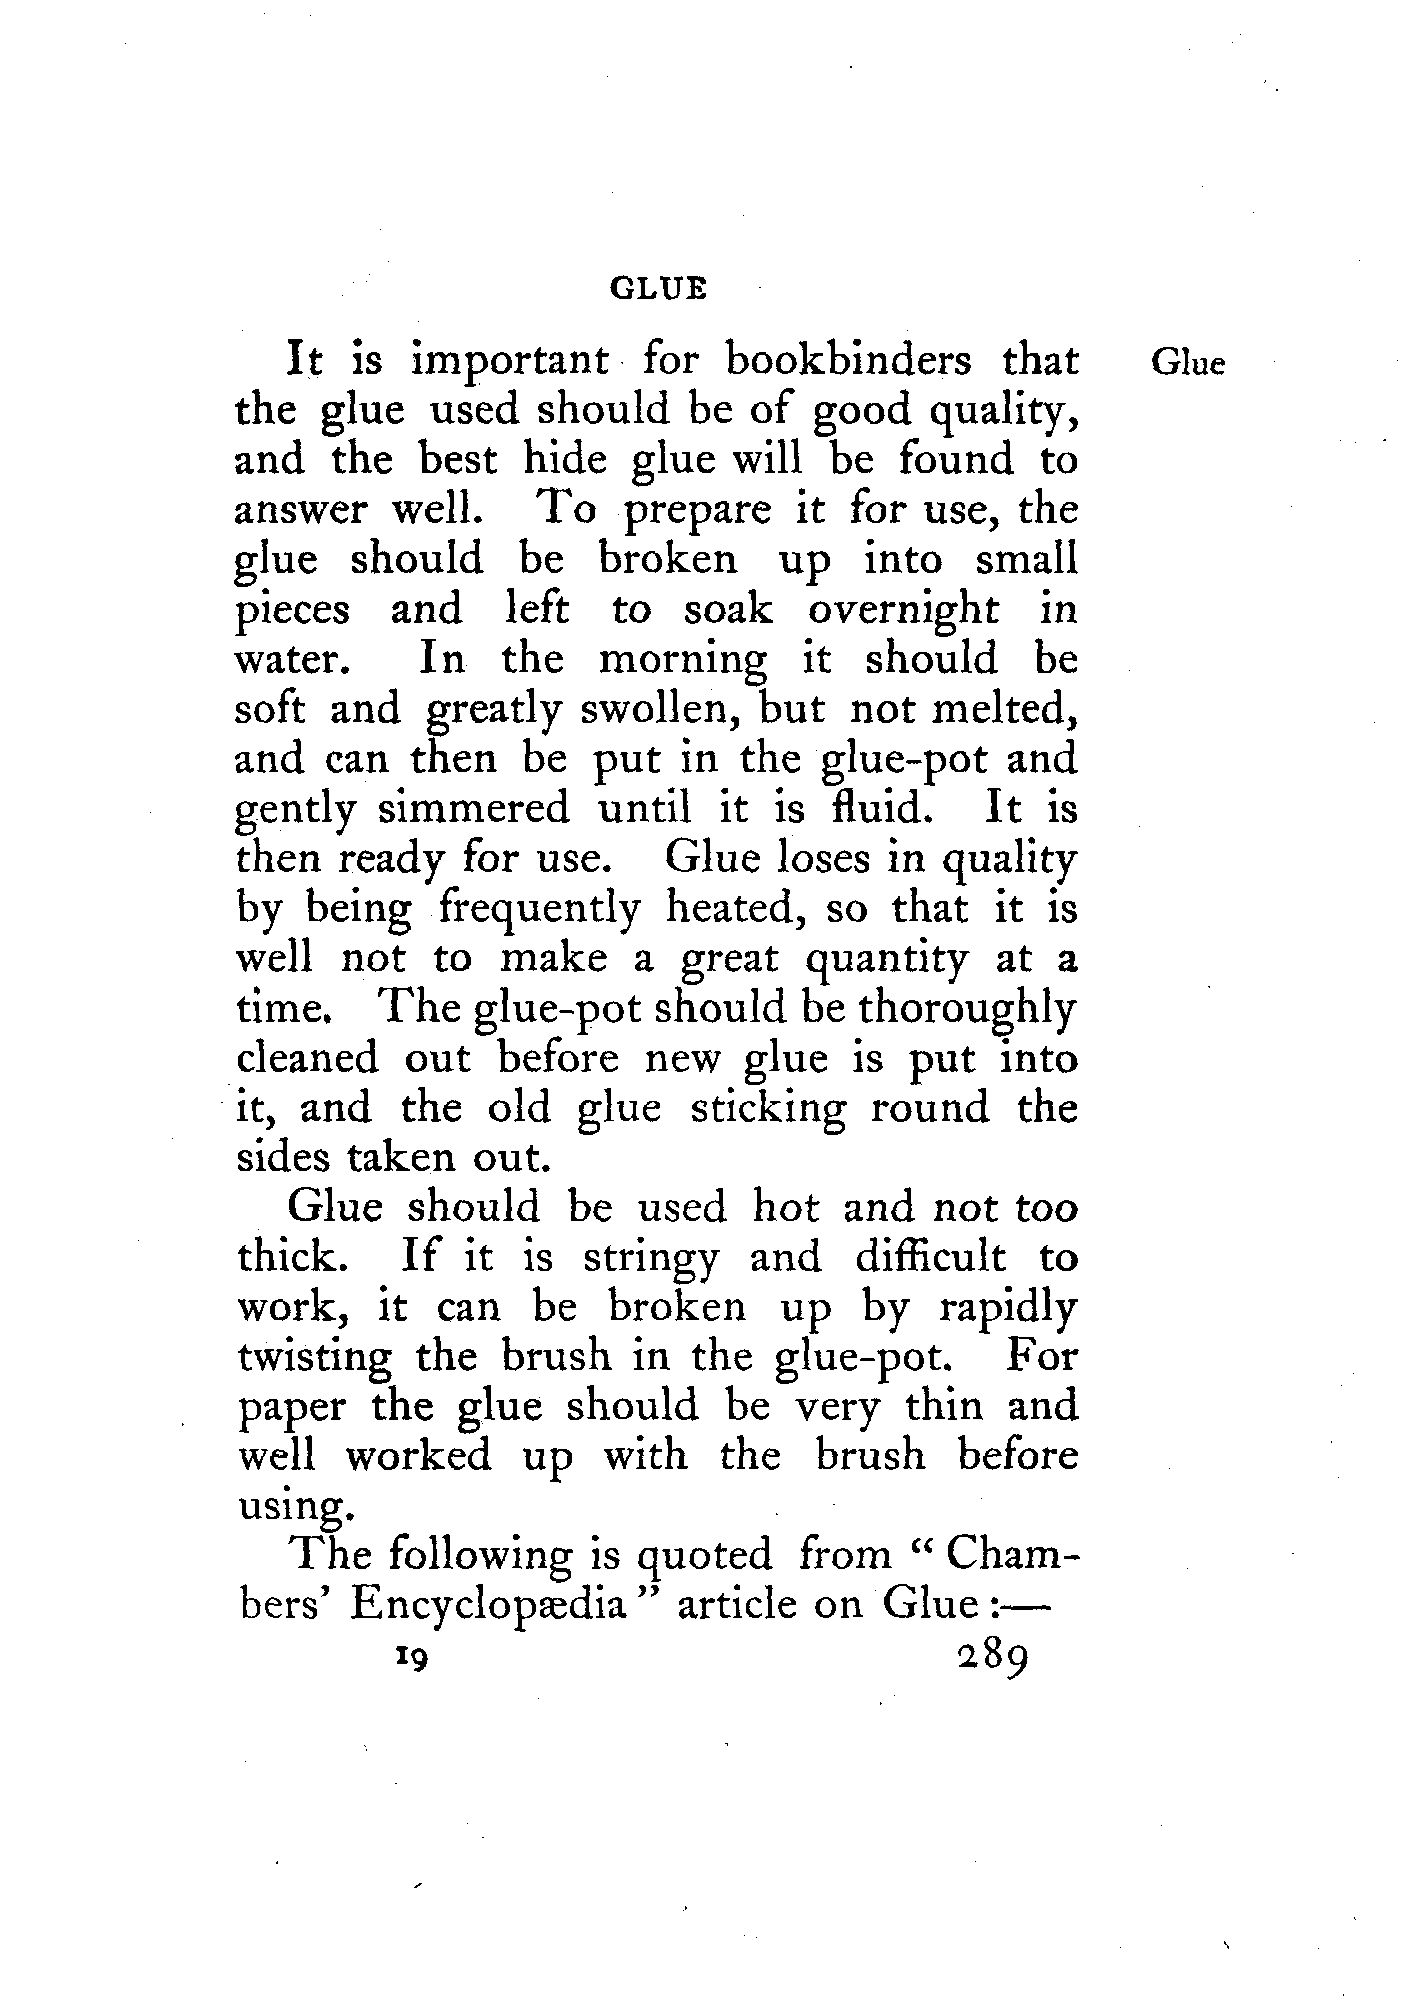 GLUE
It is important for bookbinders that
Glue
the glue used should be of good quality,
and the best hide glue will be found to
answer well. To prepare it for use, the
glue should be broken up into small
pieces and left to soak overnight in
water. In the morning it should be
soft and greatly swollen, but not melted,
and can then be put in the glue-pot and
gently simmered until it is fluid. It is
then ready for use. Glue loses in quality
by being frequently heated, so that it is
well not to make a great quantity at a
time. The glue-pot should be thoroughly
cleaned out before new glue is put into
it, and the old glue sticking round the
sides taken out.
Glue should be used hot and not too
thick. If it is stringy and difficult to
work, it can be broken up by rapidly
twisting the brush in the glue-pot. For
paper the glue should be very thin and
well worked up with the brush before
using.
The following is quoted from “ Cham-
bers’ Encyclopædia ” article on Glue :—
19 289